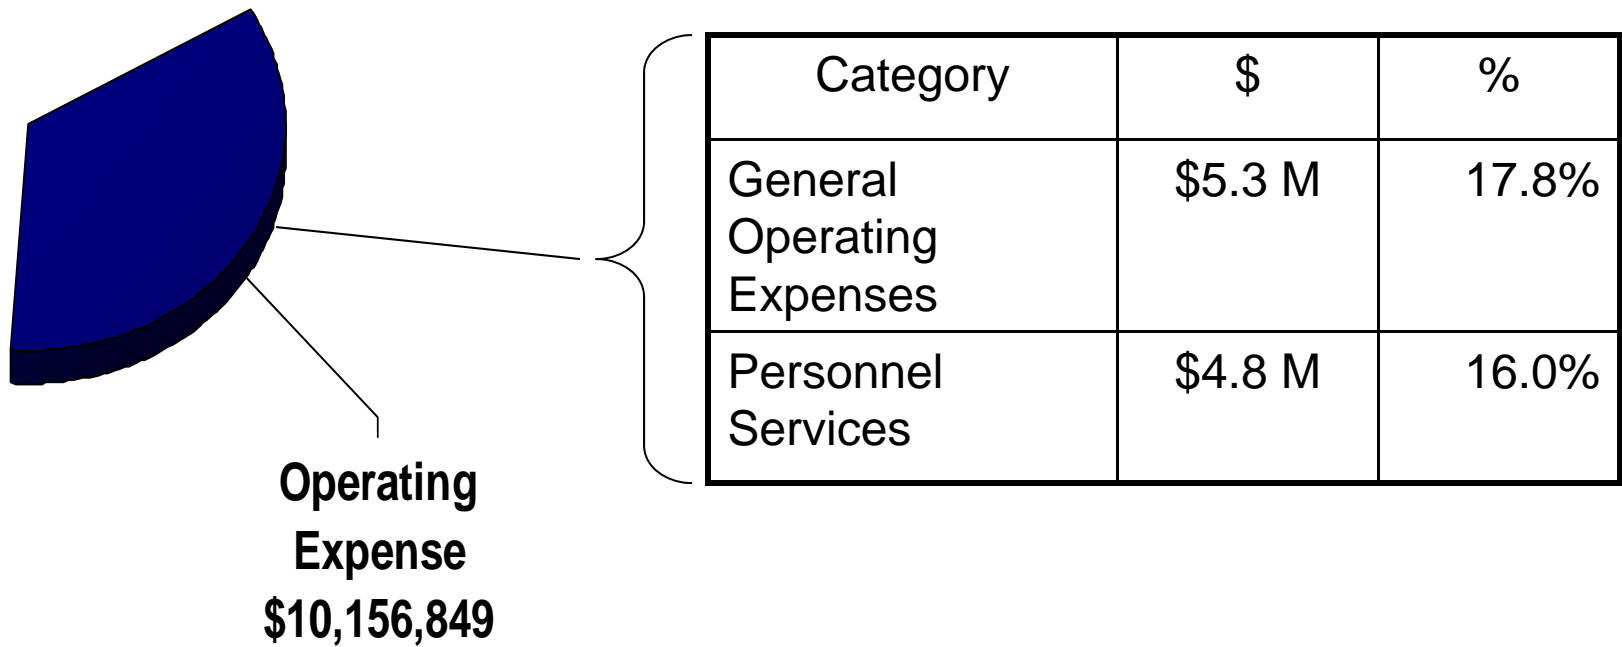 Category $ %
General $5.3 M 17.8%
Operating
Expenses
Personnel $4.8 M 16.0%
Services
Operating
Expense
$10,156,849